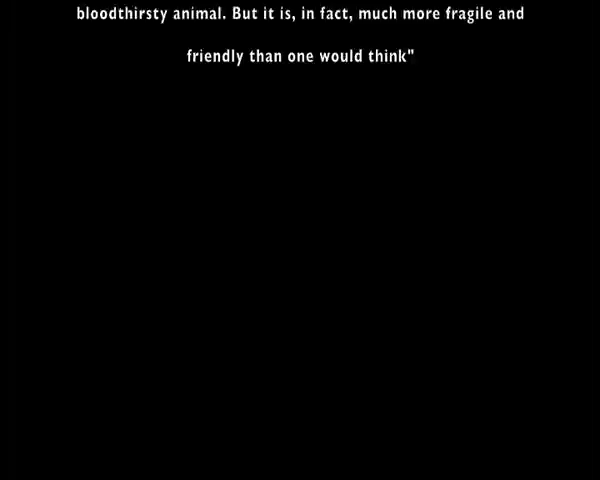 bloodthirsty animal. But it is, in fact, much more fragile and
friendly than one would think"